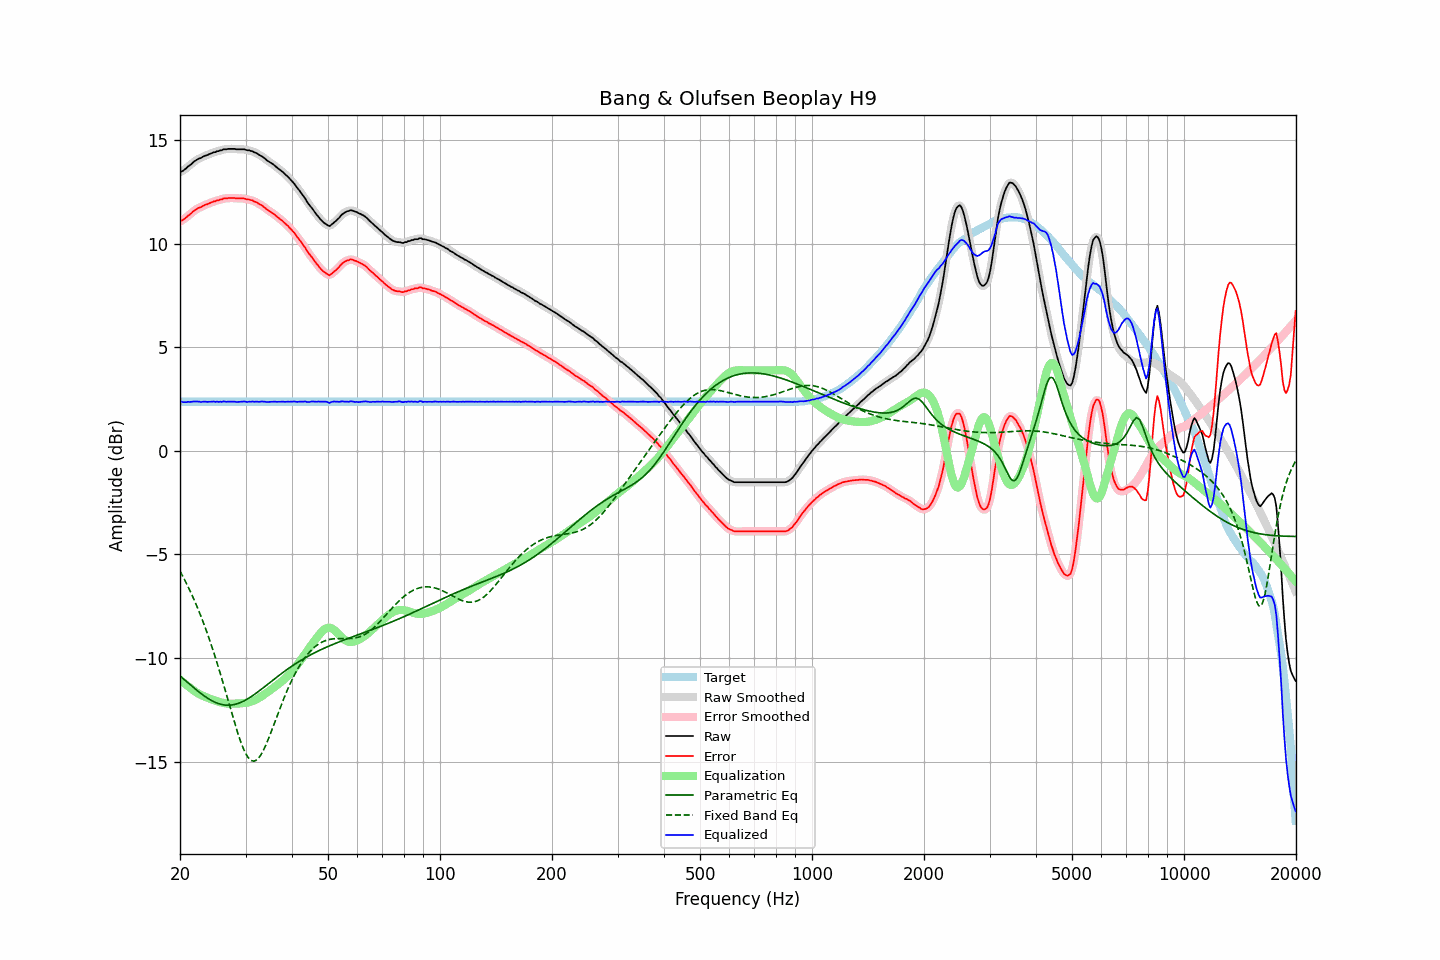 Bang & Olufsen Beoplay H9
Amplitude (dBr)
15
10
5
0
−5
−10
−15
Target
Raw Smoothed
Error Smoothed
Raw
Error
Equalization
Parametric Eq
Fixed Band Eq
Equalized
20 50 100 200 500 1000 2000 5000 10000 20000
Frequency (Hz)